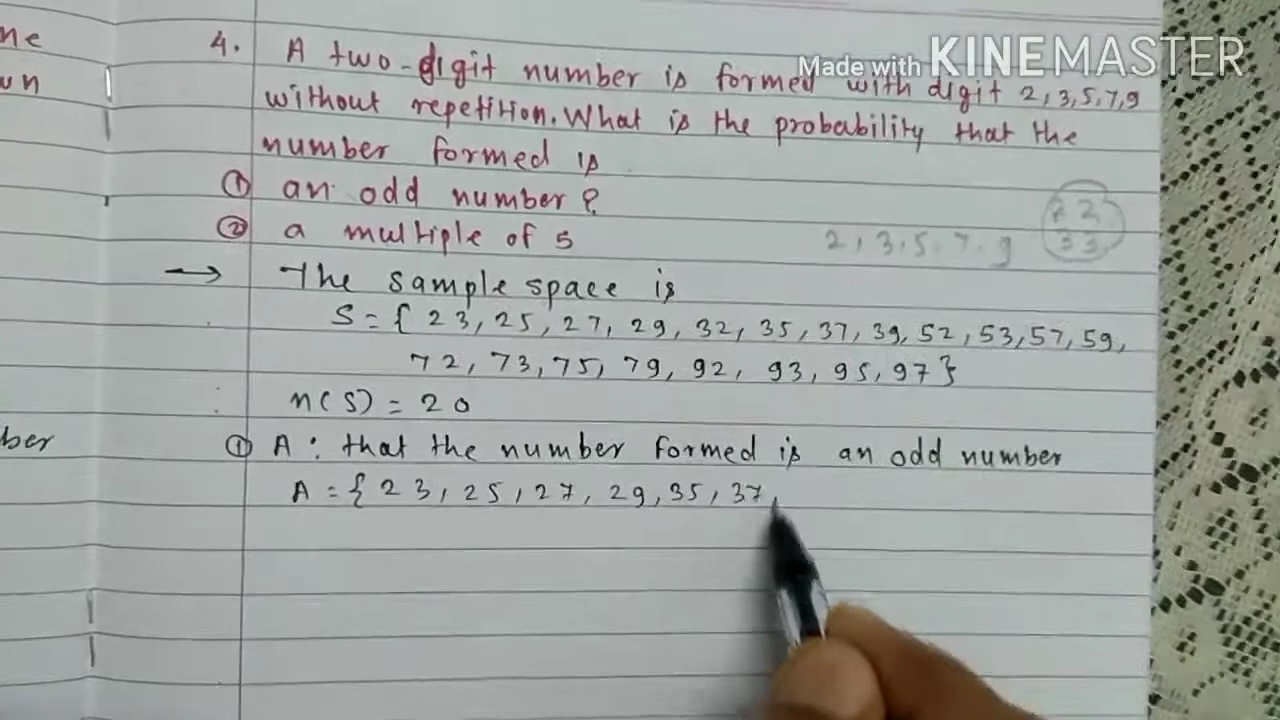 ne
un
4. A two-digit number is formed with digit 2,3,5,7,9
Made with KINEMASTER
without repetition. What is the probability that the
number formed is
① an odd number?
② a multiple of 5
2,3,5,7,9
2
33
→ The sample space is
S = { 23, 25, 27, 29, 32, 35, 37, 39, 52, 53, 57, 59,
72, 73, 75, 79, 92, 93, 95, 97 }
n(S) = 20
ber
① A : that the number formed is an odd number
A = { 23, 25, 27, 29, 35, 37,